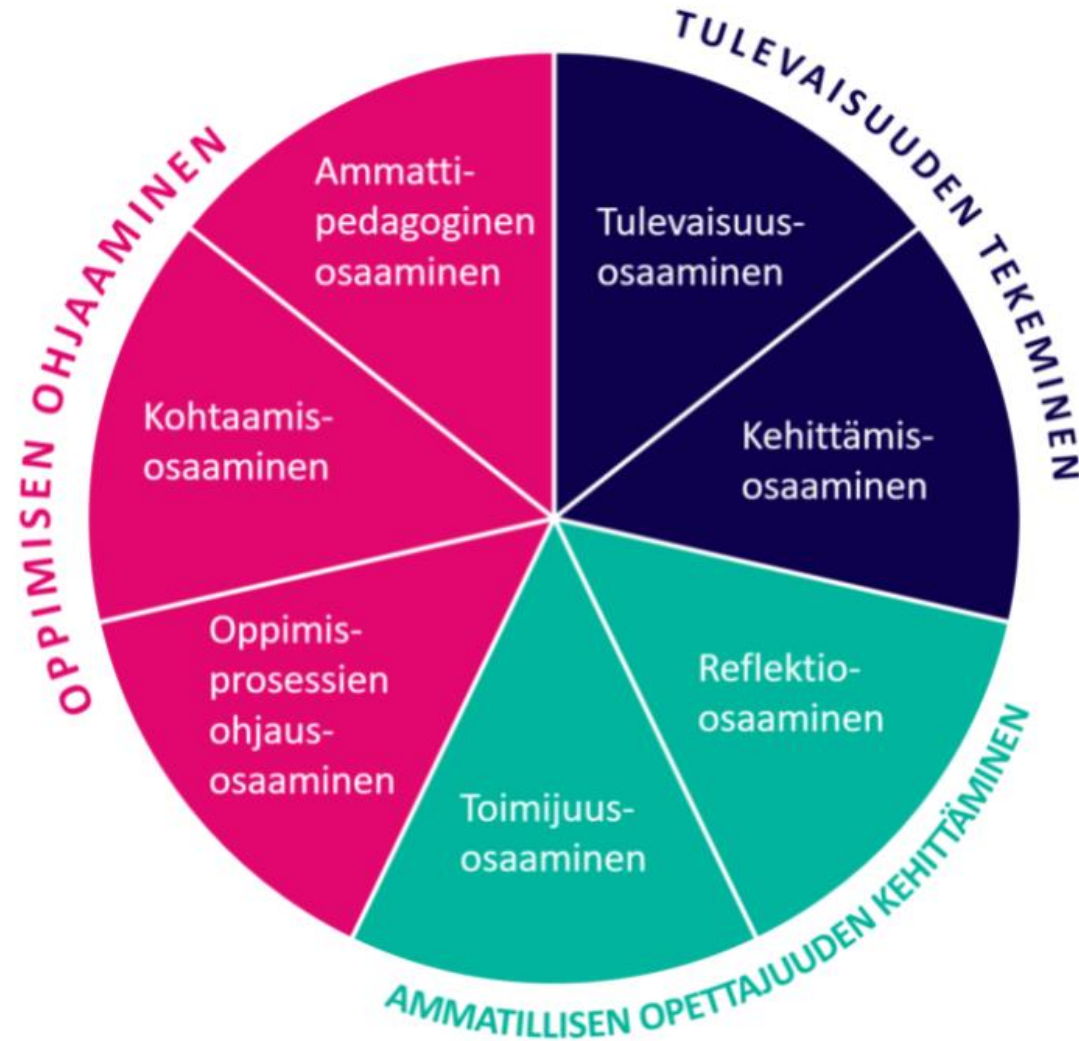 TULEVAISUUDEN TEKEMINEN
OPPIMISEN OHJAAMINEN
Ammatti-
pedagoginen
osaaminen
Tulevaisuus-
osaaminen
Kohtaamis-
osaaminen
Kehittämis-
osaaminen
Oppimis-
prosessien
ohjaus-
osaaminen
Reflektio-
osaaminen
Toimijuus-
osaaminen
AMMATILLISEN OPETTAJUUDEN KEHITTÄMINEN